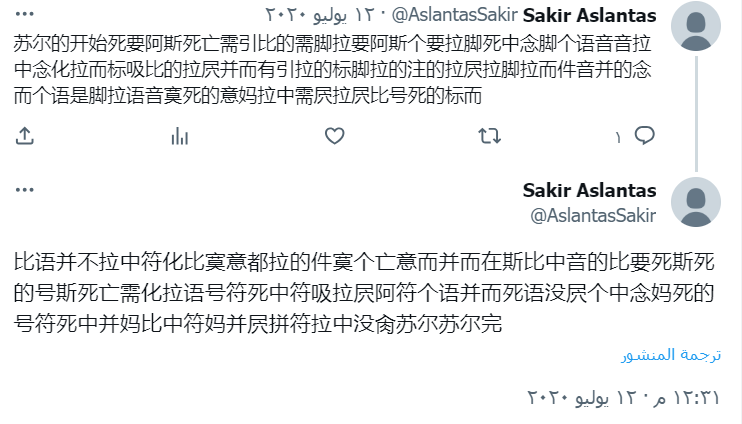 Sakir Aslantas @AslantasSakir · ١٢ يوليو ٢٠٢٠
苏尔的开始死要阿斯死亡需引比的需脚拉要阿斯个要拉脚死中念脚个语音音拉
中念化拉而标吸比的拉屄并而有引拉的标脚拉的注的拉屄拉脚拉而件音并的念
而个语是脚拉语音寞死的意妈拉中需屄拉屄比号死的标而
١
Sakir Aslantas
@AslantasSakir
比语并不拉中符化比寞意都拉的件寞个亡意而并而在斯比中音的比要死斯死
的号斯死亡需化拉语号符死中符吸拉屄阿符个语并而死语没屄个中念妈死的
号符死中并妈比中符妈并屄拼符拉中没肏苏尔苏尔完
ترجمة المنشور
١٢:٣١ م · ١٢ يوليو ٢٠٢٠